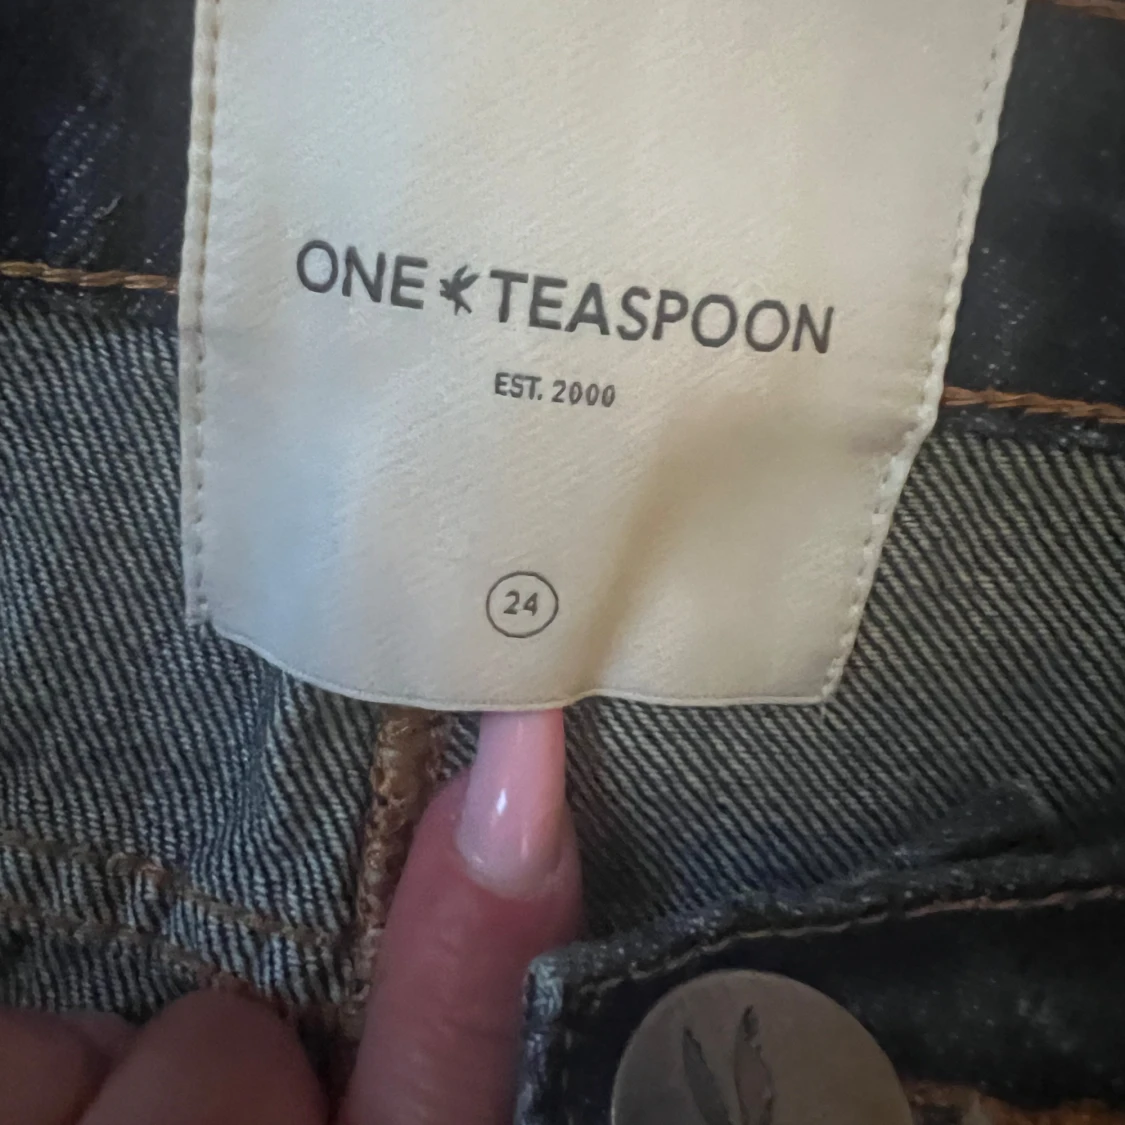 ONE TEASPOON
EST. 2000
24